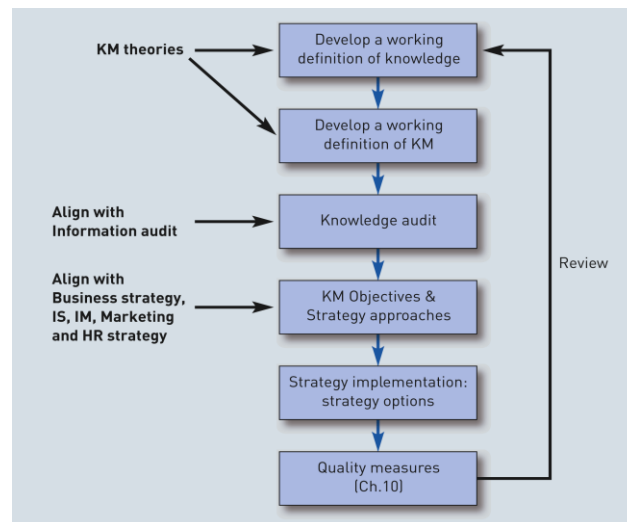 KM theories
Develop a working
definition of knowledge
Develop a working
definition of KM
Align with
Information audit
Knowledge audit
Review
Align with
Business strategy,
IS, IM, Marketing
and HR strategy
KM Objectives &
Strategy approaches
Strategy implementation:
strategy options
Quality measures
(Ch.10)